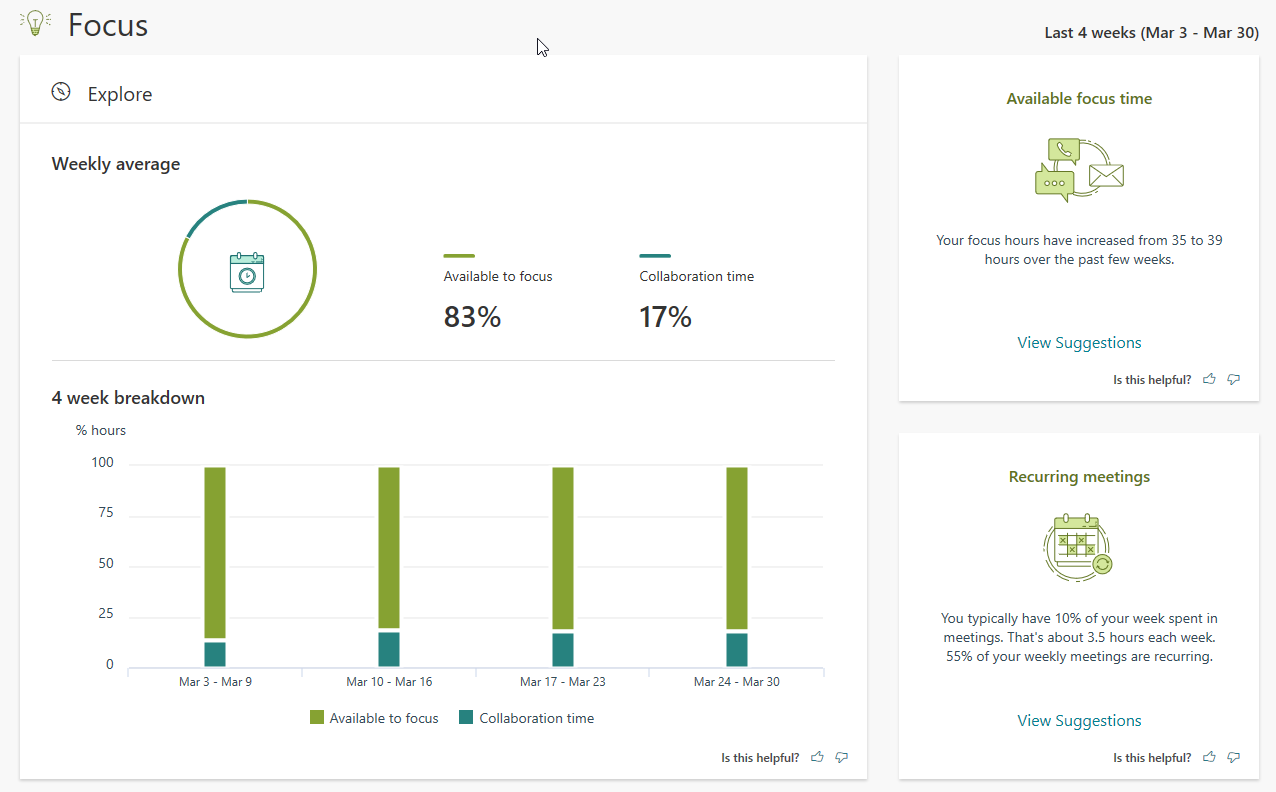 Focus
Last 4 weeks (Mar 3 - Mar 30)
Explore
Weekly average
Available to focus
83%
Collaboration time
17%
4 week breakdown
% hours
100
75
50
25
0
Mar 3 - Mar 9
Mar 10 - Mar 16
Mar 17 - Mar 23
Mar 24 - Mar 30
Available to focus
Collaboration time
Is this helpful?
Available focus time
Your focus hours have increased from 35 to 39
hours over the past few weeks.
View Suggestions
Is this helpful?
Recurring meetings
You typically have 10% of your week spent in
meetings. That's about 3.5 hours each week.
55% of your weekly meetings are recurring.
View Suggestions
Is this helpful?